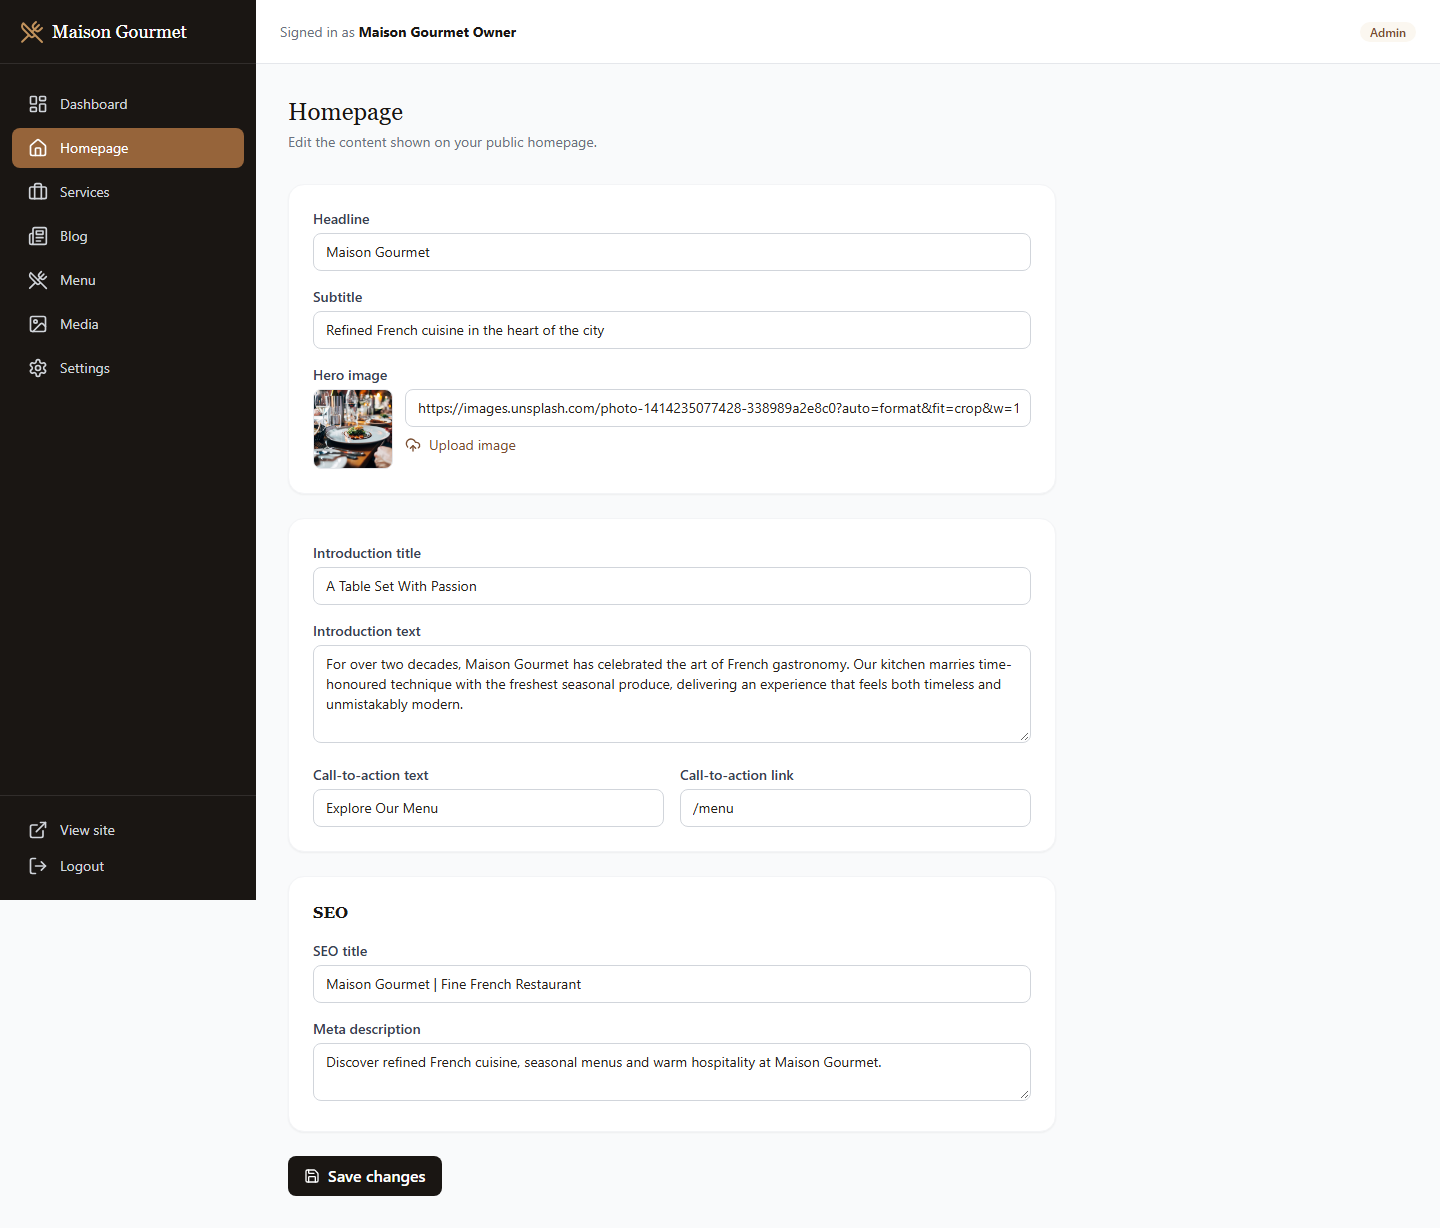 Maison Gourmet
Signed in as Maison Gourmet Owner
Admin
Dashboard
Homepage
Services
Blog
Menu
Media
Settings
View site
Logout
Homepage
Edit the content shown on your public homepage.
Headline
Maison Gourmet
Subtitle
Refined French cuisine in the heart of the city
Hero image
https://images.unsplash.com/photo-1414235077428-338989a2e8c0?auto=format&fit=crop&w=1
Upload image
Introduction title
A Table Set With Passion
Introduction text
For over two decades, Maison Gourmet has celebrated the art of French gastronomy. Our kitchen marries time-
honoured technique with the freshest seasonal produce, delivering an experience that feels both timeless and
unmistakably modern.
Call-to-action text
Explore Our Menu
Call-to-action link
/menu
SEO
SEO title
Maison Gourmet | Fine French Restaurant
Meta description
Discover refined French cuisine, seasonal menus and warm hospitality at Maison Gourmet.
Save changes